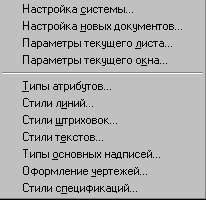 Настройка системы...
Настройка новых документов...
Параметры текущего листа...
Параметры текущего окна...
Типы атрибутов...
Стили линий...
Стили штриховок...
Стили текстов...
Типы основных надписей...
Оформление чертежей...
Стили спецификаций...